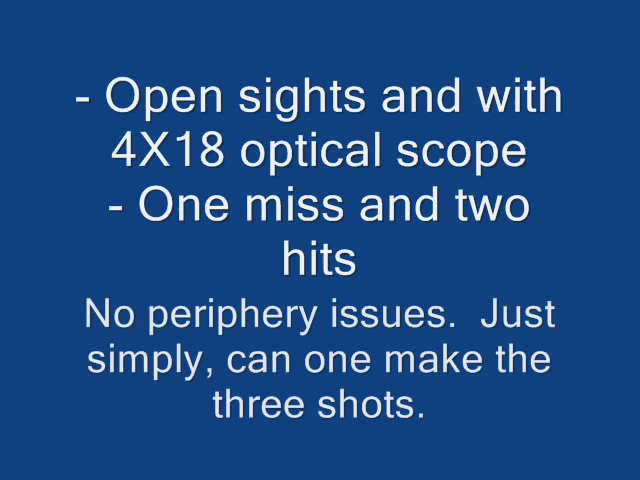 - Open sights and with
4X18 optical scope
- One miss and two
hits
No periphery issues.  Just
simply, can one make the
three shots.